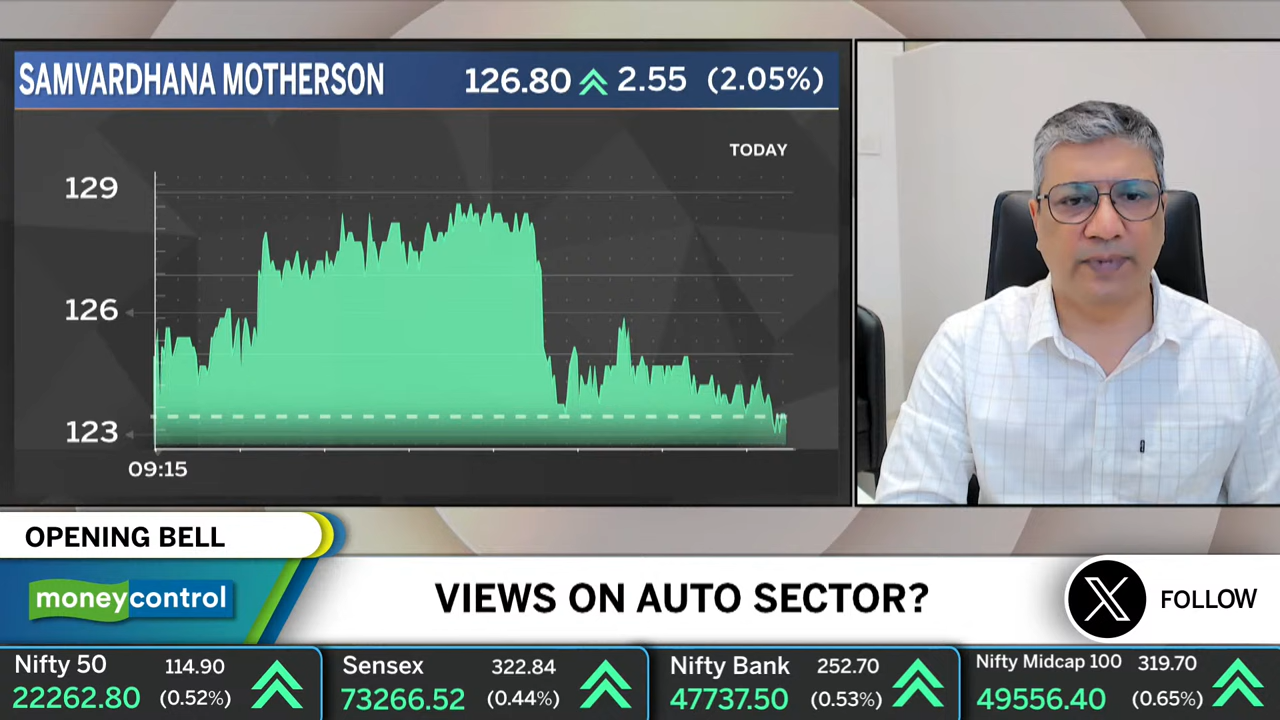 SAMVARDHANA MOTHERSON 126.80 2.55 (2.05%)
TODAY
129
126
123
09:15
OPENING BELL
moneycontrol
VIEWS ON AUTO SECTOR?
X FOLLOW
Nifty 50 114.90
22262.80 (0.52%)
Sensex 322.84
73266.52 (0.44%)
Nifty Bank 252.70
47737.50 (0.53%)
Nifty Midcap 100 319.70
49556.40 (0.65%)